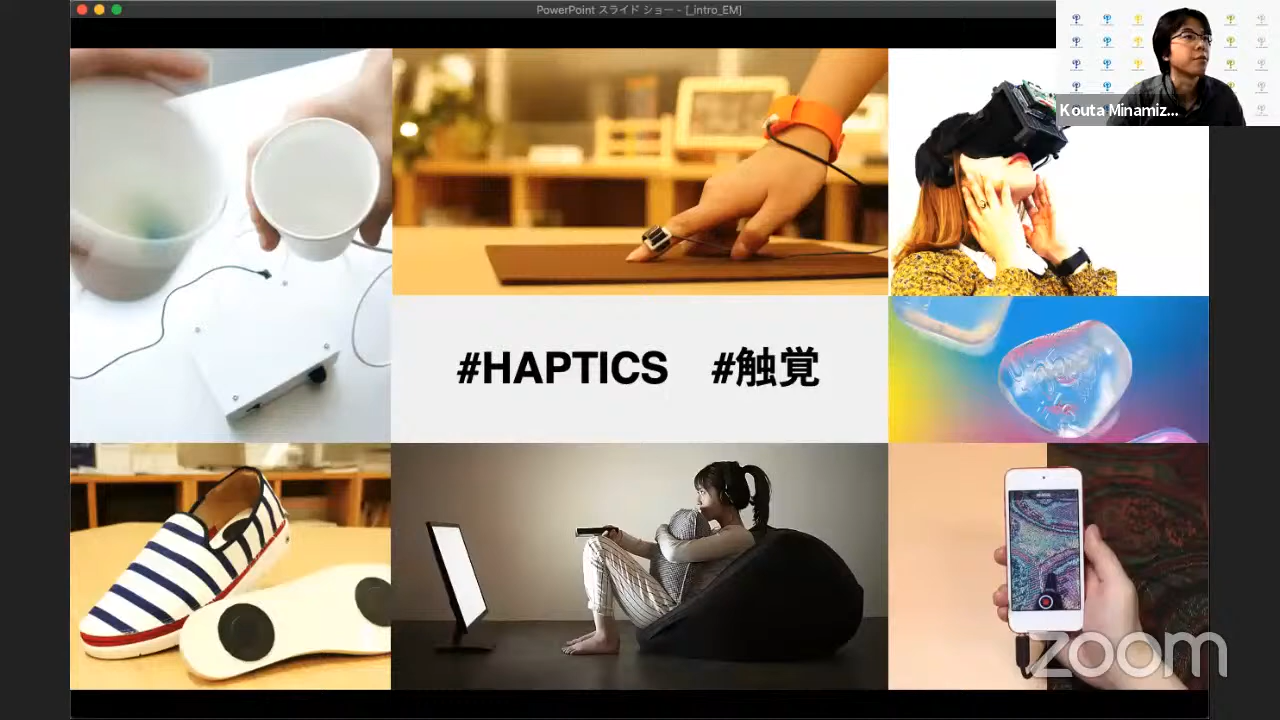 PowerPoint スライド ショー - [_intro_EM]
Kouta Minamiz...
#HAPTICS #触覚
zoom